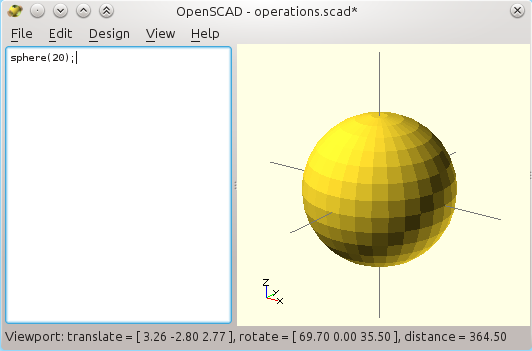 OpenSCAD - operations.scad*
File Edit Design View Help
sphere(20);
Z
Y
X
Viewport: translate = [ 3.26 -2.80 2.77 ], rotate = [ 69.70 0.00 35.50 ], distance = 364.50